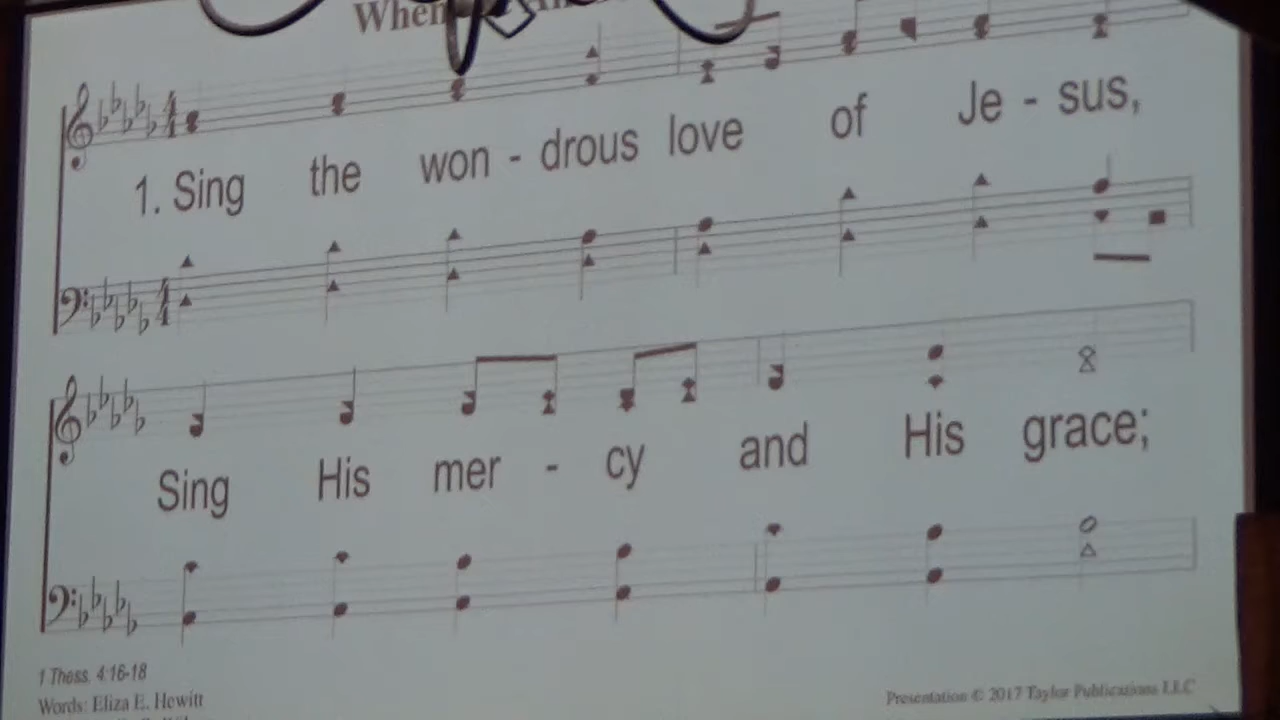 When
1. Sing the won - drous love of Je - sus,
Sing His mer - cy and His grace;
1 Thess. 4:16-18
Words: Eliza E. Hewitt
Presentation © 2017 Taylor Publications LLC